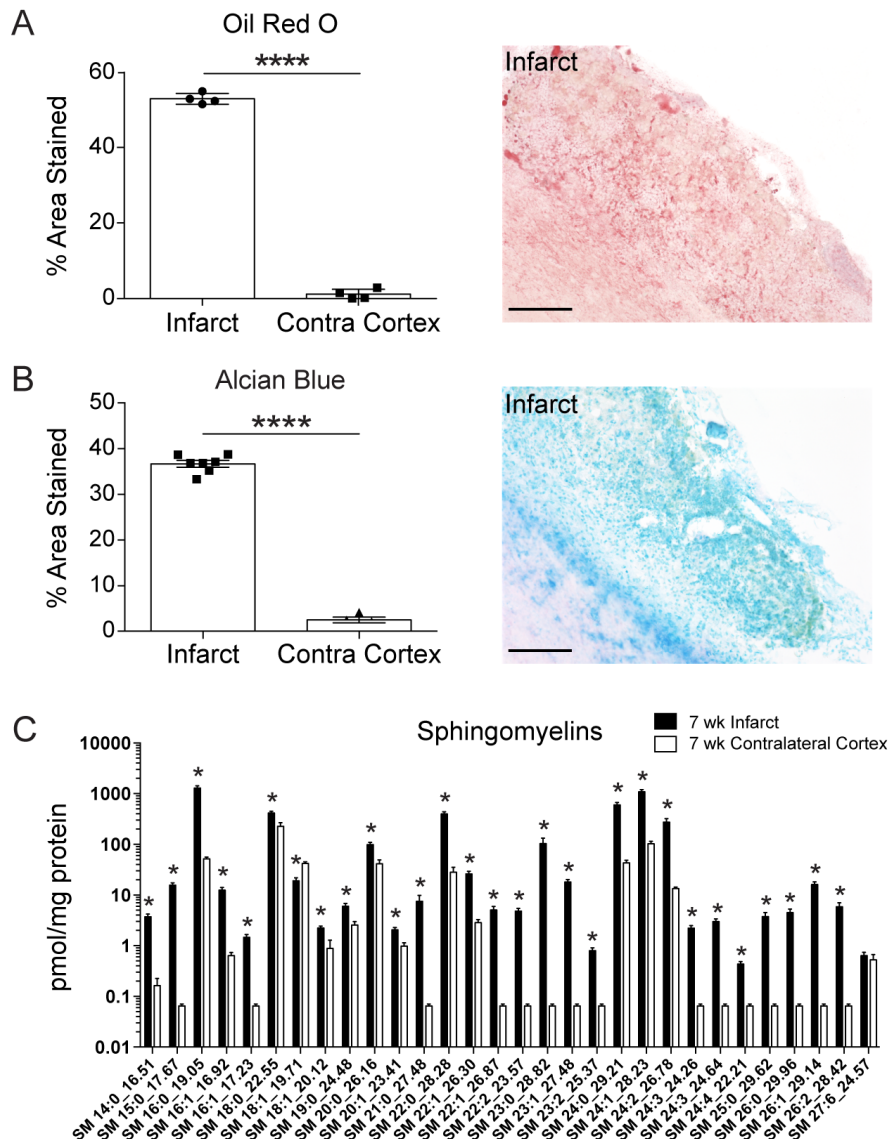 A
Oil Red O
****
60
40
20
0
% Area Stained
Infarct
Contra Cortex
Infarct
B
Alcian Blue
****
50
40
30
20
10
0
% Area Stained
Infarct
Contra Cortex
Infarct
C
Sphingomyelins
7 wk Infarct
7 wk Contralateral Cortex
10000
1000
100
10
1
0.1
0.01
pmol/mg protein
* * * * * * * * * * * * * * * * * * * * * * * * * * * *
SM 14:0_16.51
SM 15:0_17.67
SM 16:0_19.05
SM 16:1_16.92
SM 16:1_17.23
SM 18:0_22.55
SM 18:1_19.71
SM 18:1_20.12
SM 19:0_24.48
SM 20:0_26.16
SM 20:1_23.41
SM 21:0_27.48
SM 22:0_28.28
SM 22:1_26.30
SM 22:1_26.87
SM 22:2_23.57
SM 23:0_28.82
SM 23:1_27.48
SM 23:2_25.37
SM 24:0_29.21
SM 24:1_28.23
SM 24:2_26.78
SM 24:3_24.26
SM 24:3_24.64
SM 24:4_22.21
SM 25:0_29.62
SM 26:0_29.96
SM 26:1_29.14
SM 26:2_28.42
SM 27:6_24.57